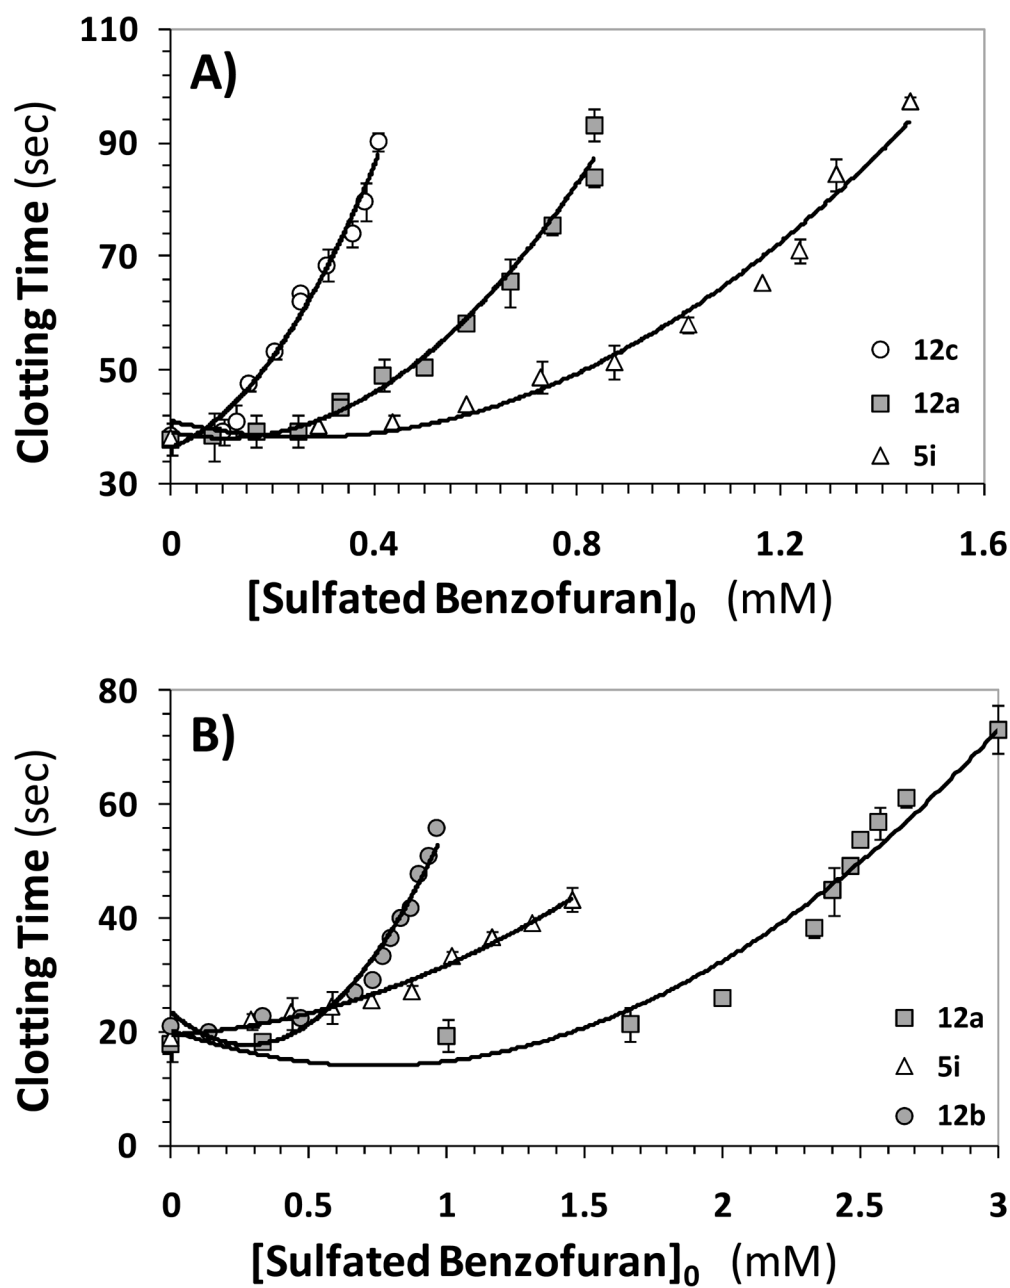 110
A)
90
70
50
30
Clotting Time (sec)
12c
12a
5i
0 0.4 0.8 1.2 1.6
[Sulfated Benzofuran]0 (mM)
80
B)
60
40
20
0
Clotting Time (sec)
12a
5i
12b
0 0.5 1 1.5 2 2.5 3
[Sulfated Benzofuran]0 (mM)